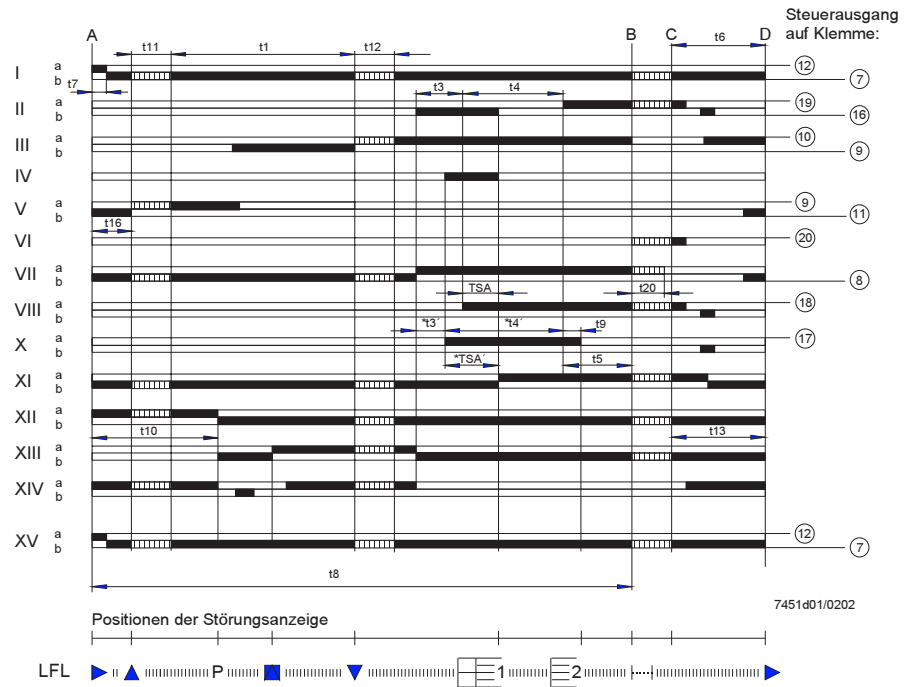 Steuerausgang
auf Klemme:
A B C D
t11 t1 t12 t6
I a b 12 7
t7
t3 t4
II a b 19 16
III a b 10 9
IV
V a b 9 11
t16
VI 20
VII a b 8
TSA t20
VIII a b 18
*t3´ *t4´ t9
X a b 17
*TSA´ t5
XI a b
XII a b
t10 t13
XIII a b
XIV a b
XV a b 12 7
t8
7451d01/0202
Positionen der Störungsanzeige
LFL P 1 2